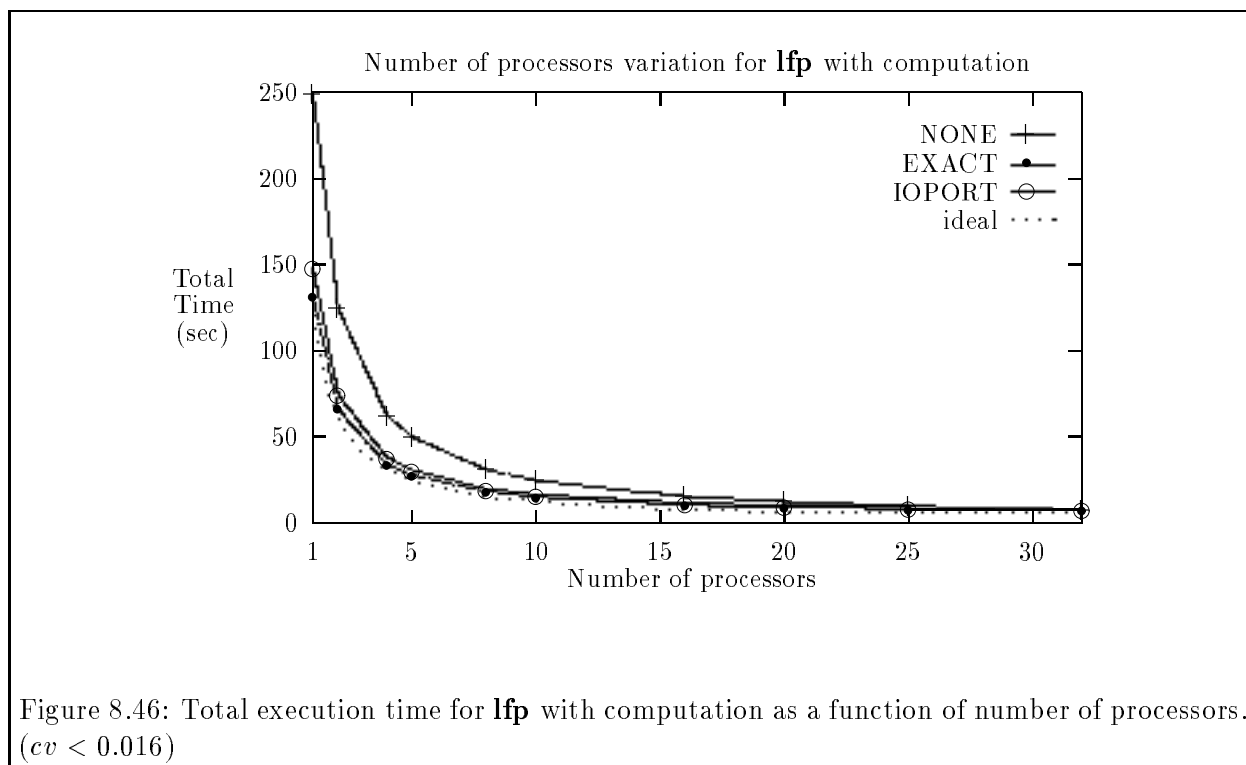 Number of processors variation for lfp with computation
250
200
150
100
50
0
Total
Time
(sec)
NONE
EXACT
IOPORT
ideal
1 5 10 15 20 25 30
Number of processors
Figure 8.46: Total execution time for lfp with computation as a function of number of processors.
(cv < 0.016)